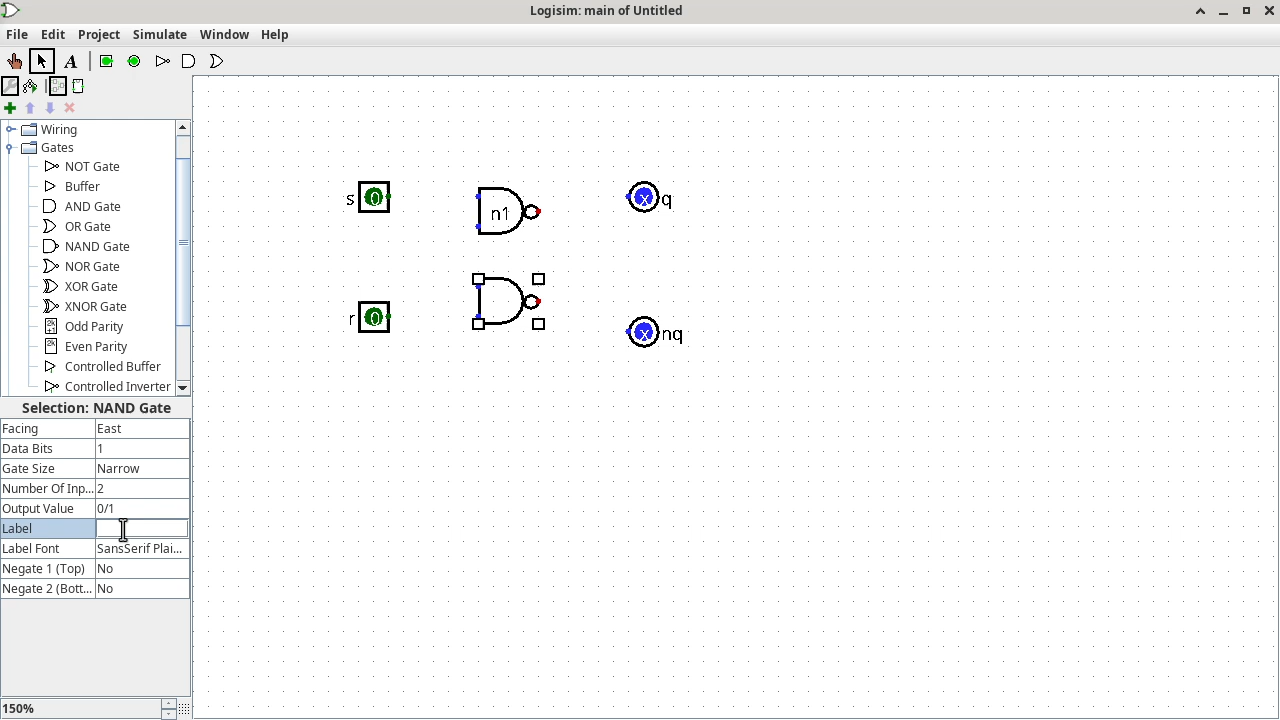 Logisim: main of Untitled
File Edit Project Simulate Window Help
A
Wiring
Gates
NOT Gate
Buffer
AND Gate
OR Gate
NAND Gate
NOR Gate
XOR Gate
XNOR Gate
Odd Parity
Even Parity
Controlled Buffer
Controlled Inverter
Selection: NAND Gate
Facing East
Data Bits 1
Gate Size Narrow
Number Of Inp... 2
Output Value 0/1
Label
Label Font SansSerif Plai...
Negate 1 (Top) No
Negate 2 (Bott... No
150%
s 0 n1 x q
r 0 x nq